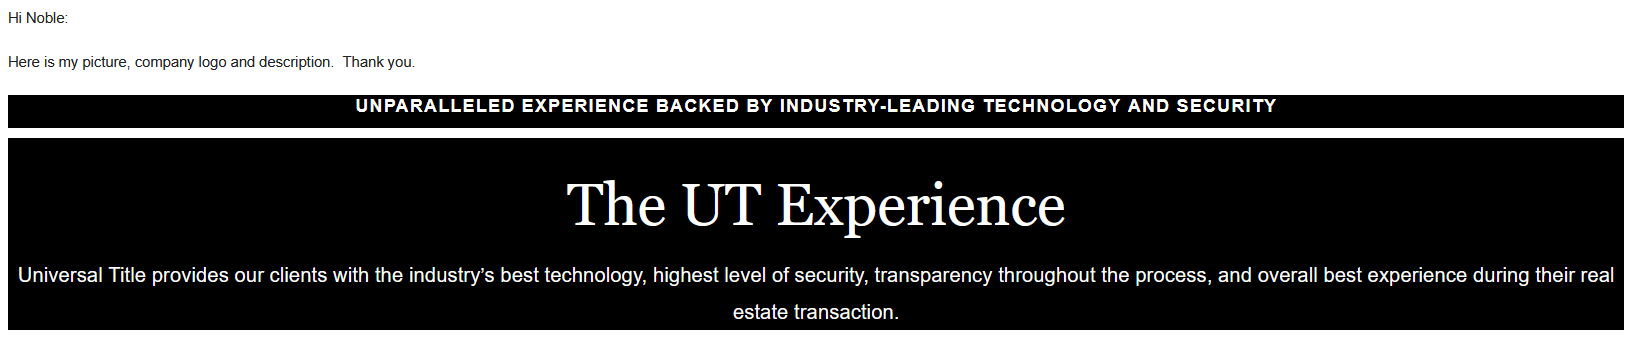 Hi Noble:
Here is my picture, company logo and description.  Thank you.
UNPARALLELED EXPERIENCE BACKED BY INDUSTRY-LEADING TECHNOLOGY AND SECURITY
The UT Experience
Universal Title provides our clients with the industry’s best technology, highest level of security, transparency throughout the process, and overall best experience during their real
estate transaction.